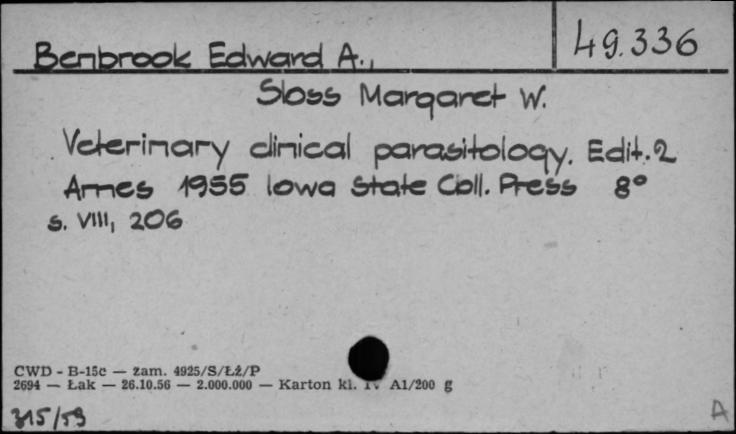 49.336
Benbrook Edward A.,
Sloss Margaret W.
Veterinary clinical parasitology. Edit. 2
Ames 1955 Iowa State Coll. Press 8°
s. VIII, 206
CWD - B-15c — zam. 4925/S/Łż/P
2694 — Łak — 26.10.56 — 2.000.000 — Karton kl. IV A1/200 g
315/59
A